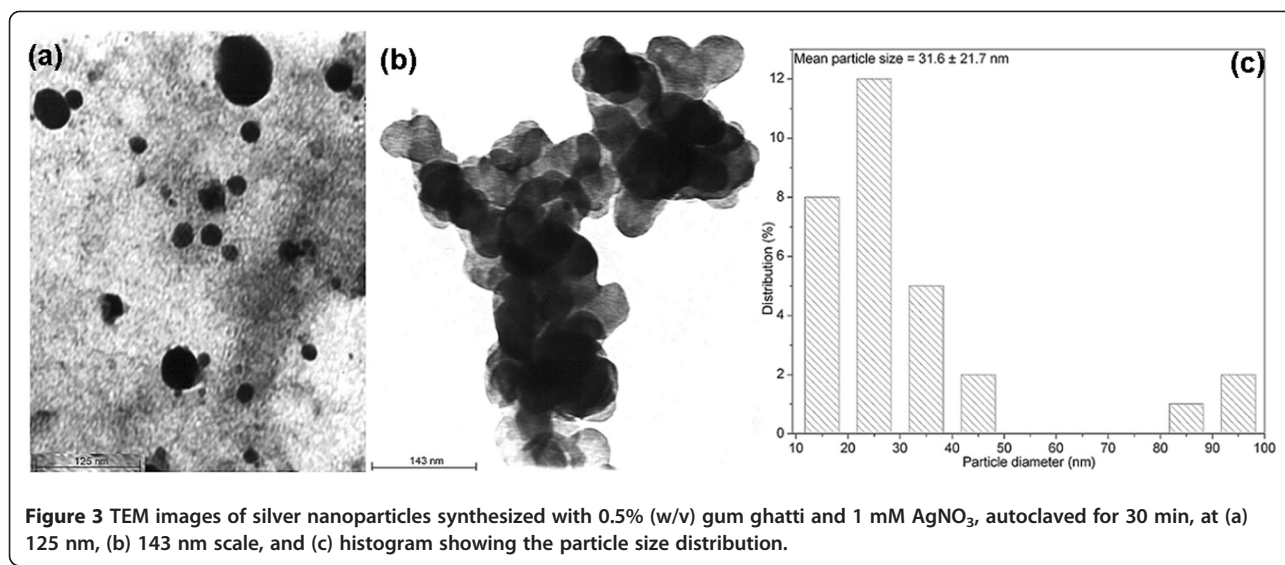 (a)
125 nm
(b)
143 nm
(c)
Mean particle size = 31.6 ± 21.7 nm
Distribution (%)
12
10
8
6
4
2
0
10 20 30 40 50 60 70 80 90 100
Particle diameter (nm)
Figure 3 TEM images of silver nanoparticles synthesized with 0.5% (w/v) gum ghatti and 1 mM AgNO₃, autoclaved for 30 min, at (a)
125 nm, (b) 143 nm scale, and (c) histogram showing the particle size distribution.